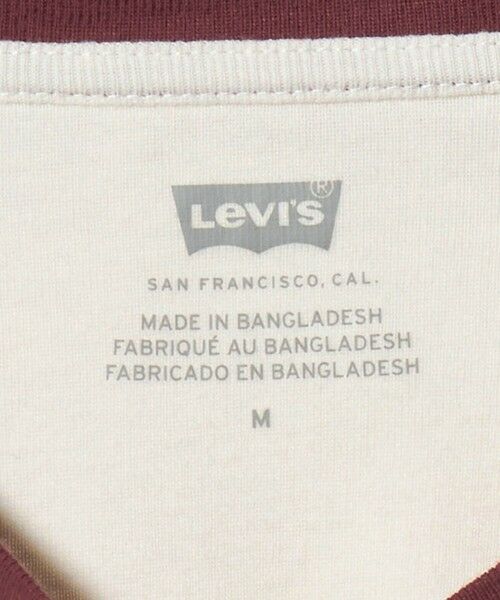 Levi's®
SAN FRANCISCO, CAL.
MADE IN BANGLADESH
FABRIQUÉ AU BANGLADESH
FABRICADO EN BANGLADESH
M